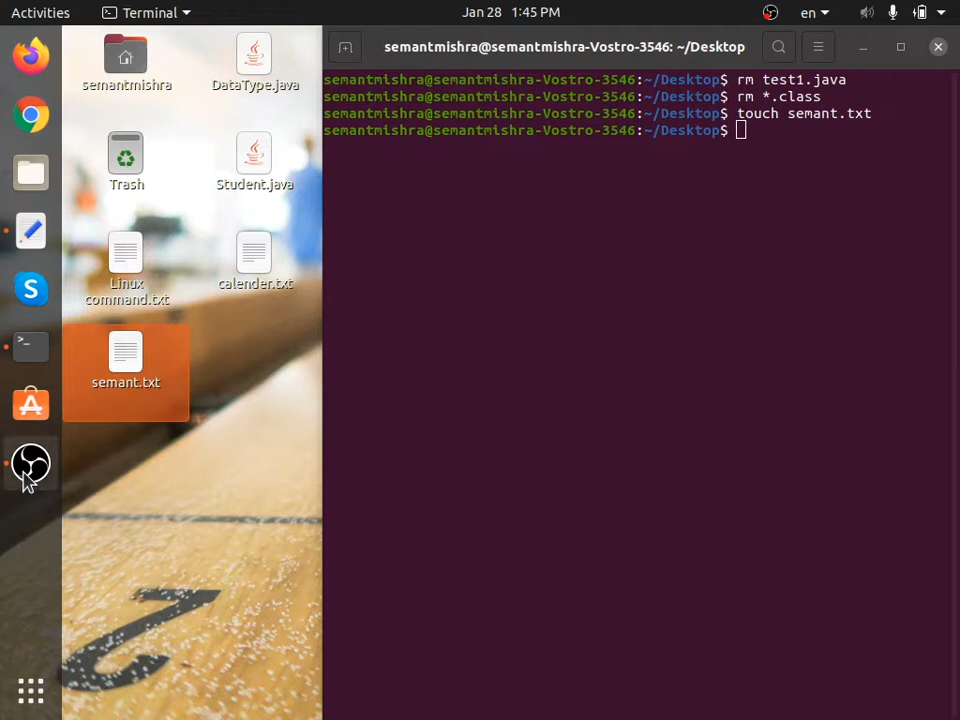 Activities
Terminal
Jan 28 1:45 PM
en
semantmishra
DataType.java
Trash
Student.java
Linux
command.txt
calender.txt
semant.txt
semantmishra@semantmishra-Vostro-3546: ~/Desktop
semantmishra@semantmishra-Vostro-3546:~/Desktop$ rm test1.java
semantmishra@semantmishra-Vostro-3546:~/Desktop$ rm *.class
semantmishra@semantmishra-Vostro-3546:~/Desktop$ touch semant.txt
semantmishra@semantmishra-Vostro-3546:~/Desktop$
2